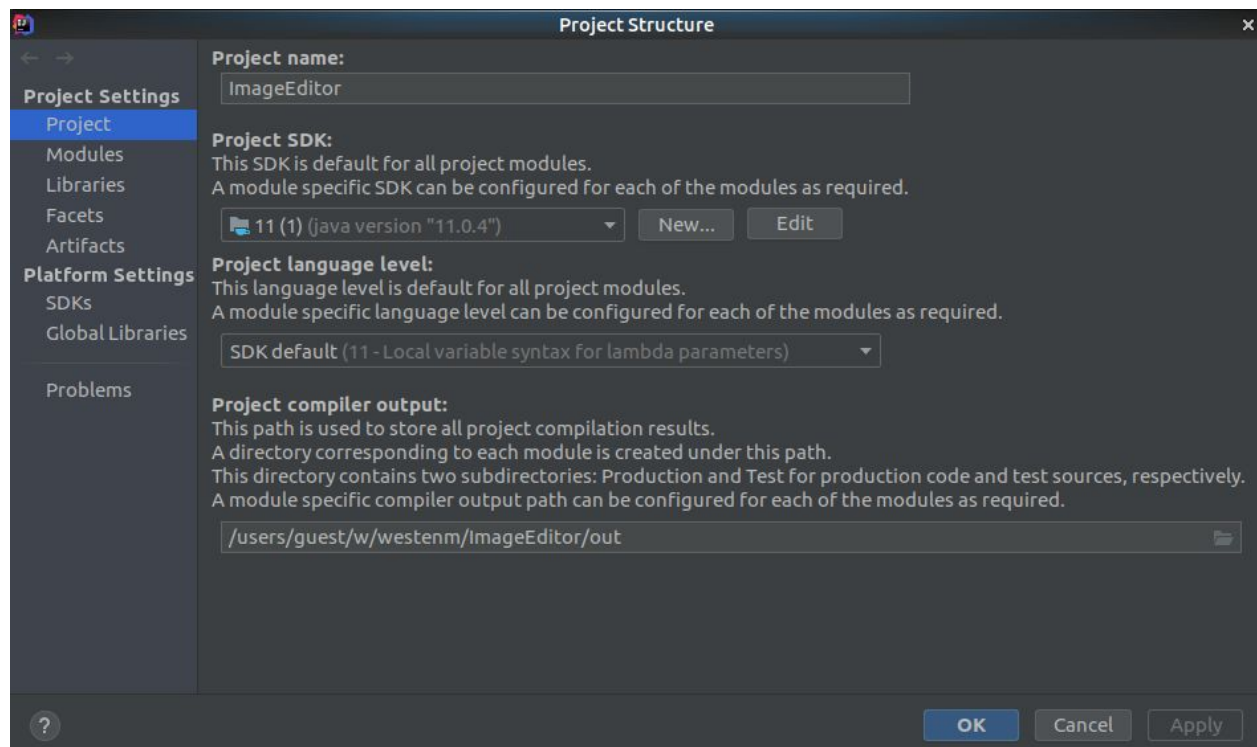 Project Structure
Project Settings
Project
Modules
Libraries
Facets
Artifacts
Platform Settings
SDKs
Global Libraries
Problems
Project name:
ImageEditor
Project SDK:
This SDK is default for all project modules.
A module specific SDK can be configured for each of the modules as required.
11 (1) (java version "11.0.4")
New...
Edit
Project language level:
This language level is default for all project modules.
A module specific language level can be configured for each of the modules as required.
SDK default (11 - Local variable syntax for lambda parameters)
Project compiler output:
This path is used to store all project compilation results.
A directory corresponding to each module is created under this path.
This directory contains two subdirectories: Production and Test for production code and test sources, respectively.
A module specific compiler output path can be configured for each of the modules as required.
/users/guest/w/westenm/ImageEditor/out
?
OK
Cancel
Apply